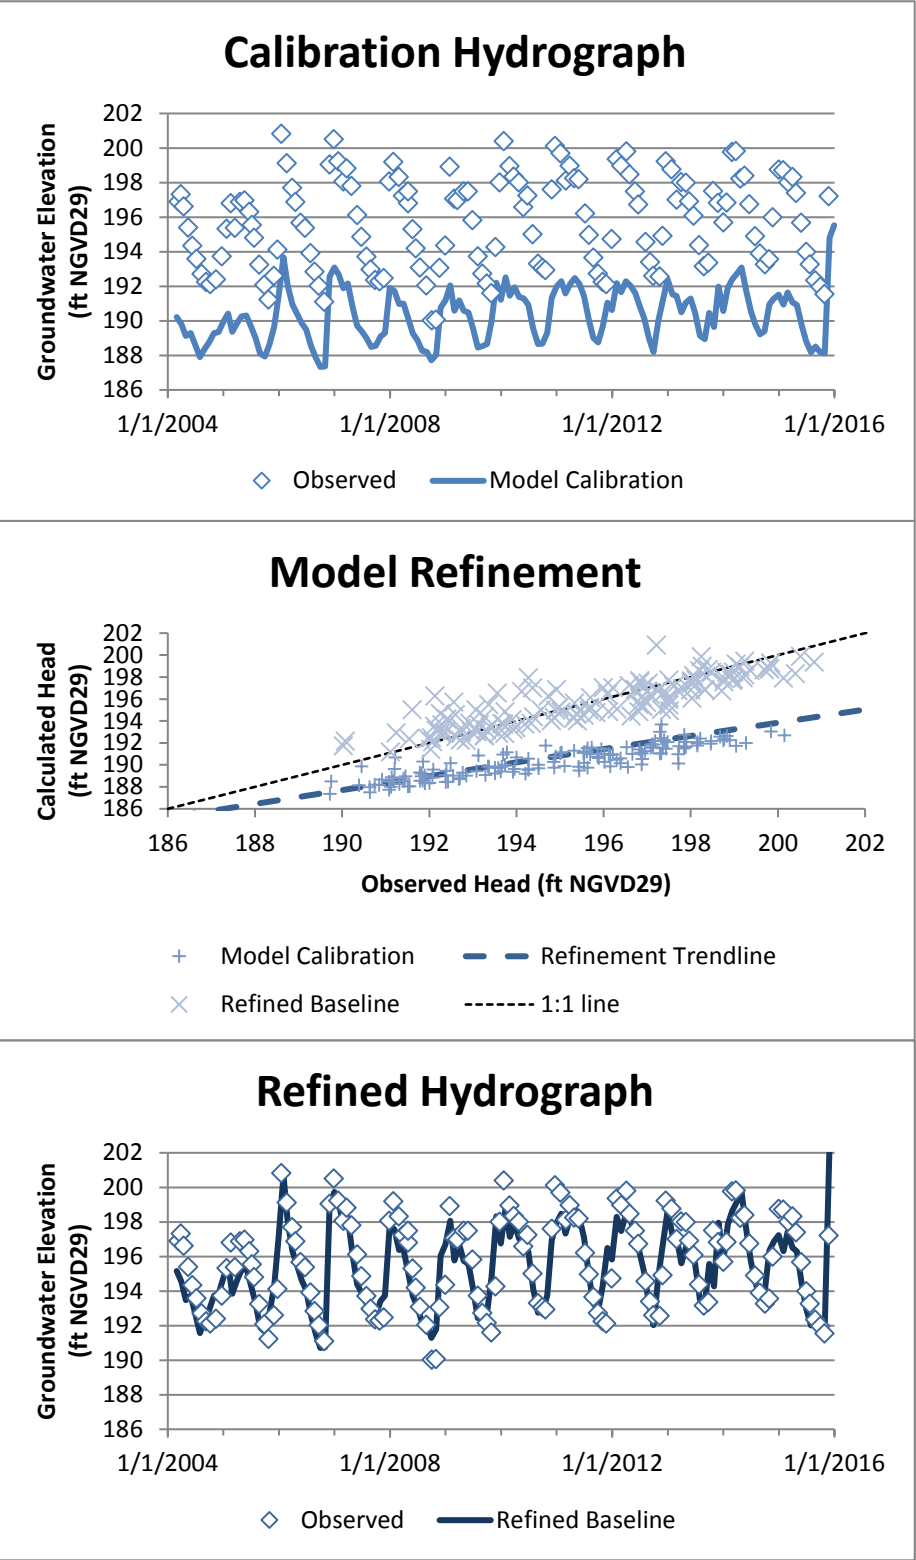 Calibration Hydrograph
Groundwater Elevation
(ft NGVD29)
202
200
198
196
194
192
190
188
186
1/1/2004 1/1/2008 1/1/2012 1/1/2016
Observed Model Calibration
Model Refinement
Calculated Head
(ft NGVD29)
202
200
198
196
194
192
190
188
186
186 188 190 192 194 196 198 200 202
Observed Head (ft NGVD29)
Model Calibration Refinement Trendline
Refined Baseline 1:1 line
Refined Hydrograph
Groundwater Elevation
(ft NGVD29)
202
200
198
196
194
192
190
188
186
1/1/2004 1/1/2008 1/1/2012 1/1/2016
Observed Refined Baseline